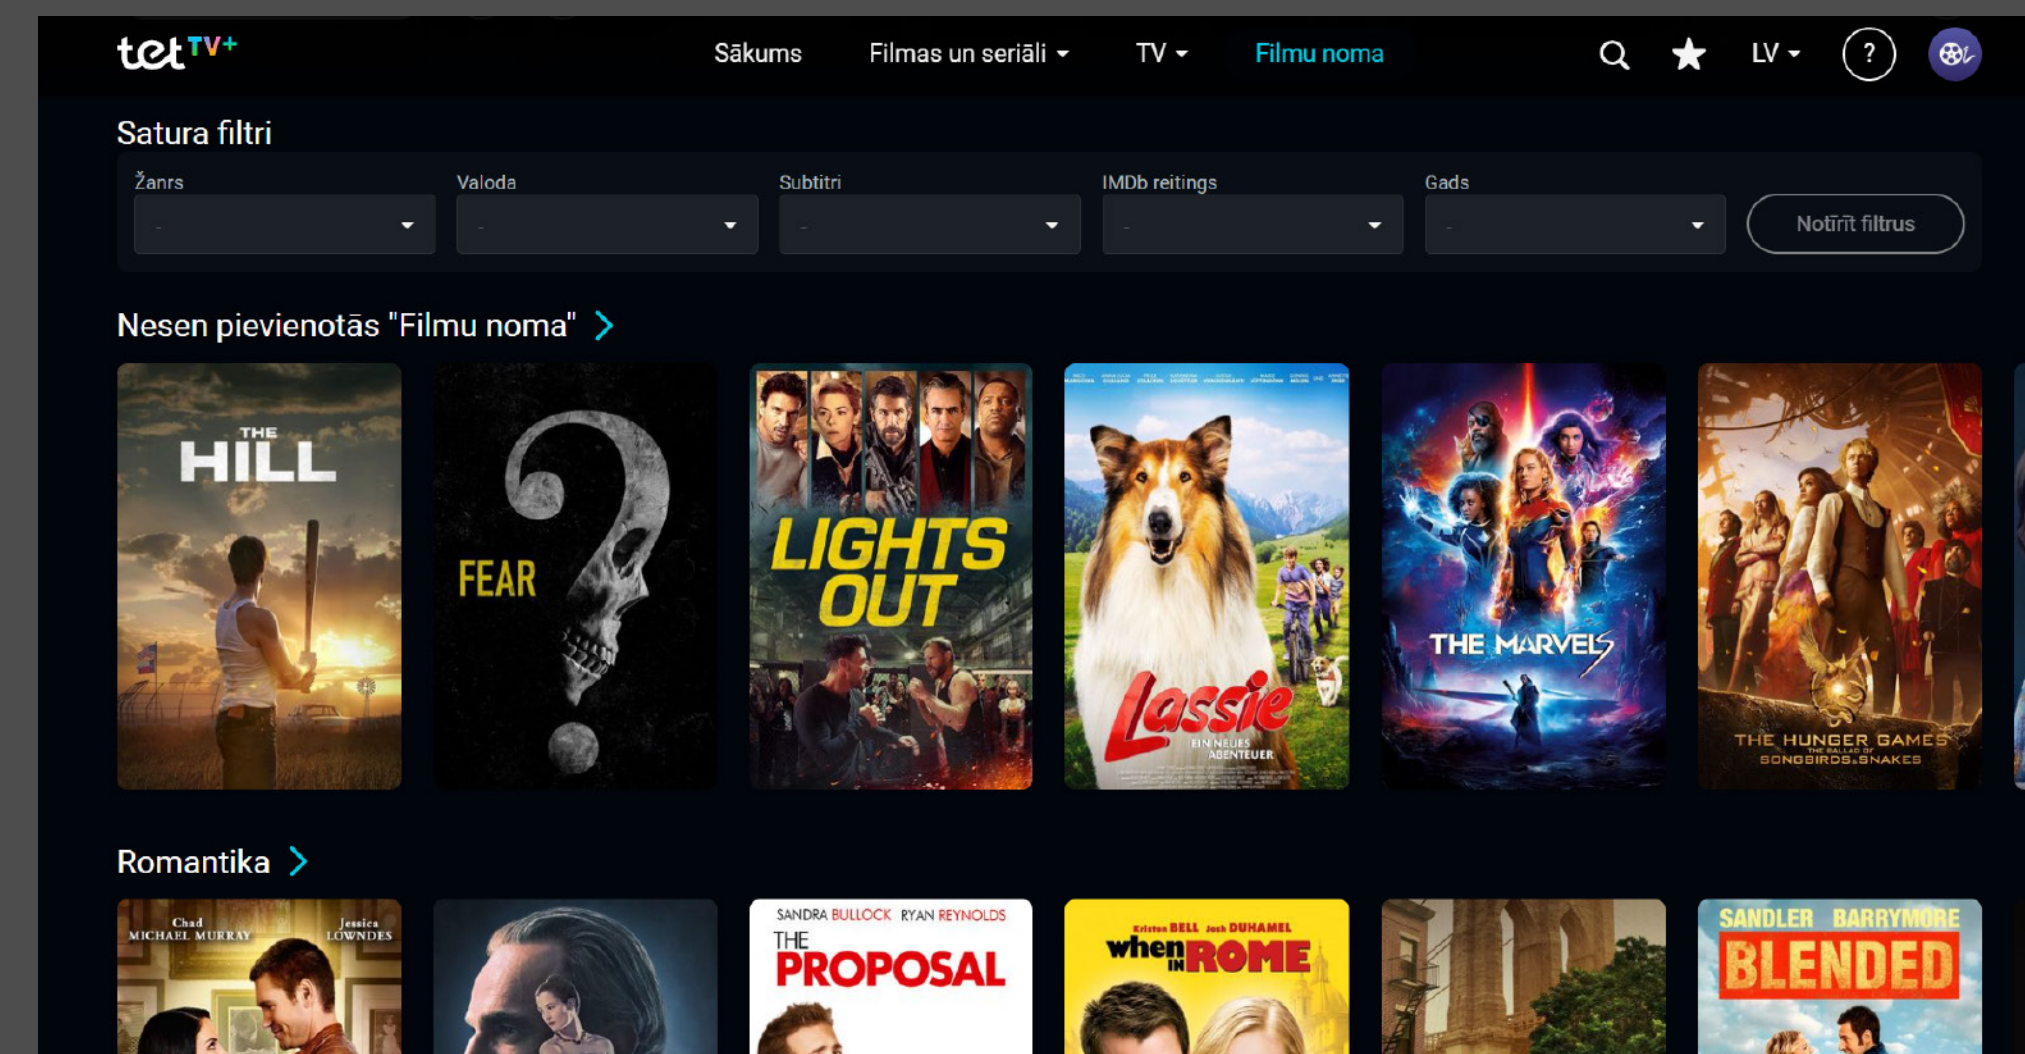 tet TV+
Sākums
Filmas un seriāli
TV
Filmu noma
LV
?
Satura filtri
Žanrs
Valoda
Subtitri
IMDb reitings
Gads
-
-
-
-
-
Notīrīt filtrus
Nesen pievienotās "Filmu noma"
THE
HILL
FEAR
LIGHTS
OUT
Lassie
EIN NEUES
ABENTEUER
THE MARVELS
THE HUNGER GAMES
THE BALLAD OF
SONGBIRDS & SNAKES
Romantika
Chad
MICHAEL MURRAY
Jessica
LOWNDES
SANDRA BULLOCK RYAN REYNOLDS
THE
PROPOSAL
Kristen BELL Josh DUHAMEL
when IN ROME
SANDLER BARRYMORE
BLENDED